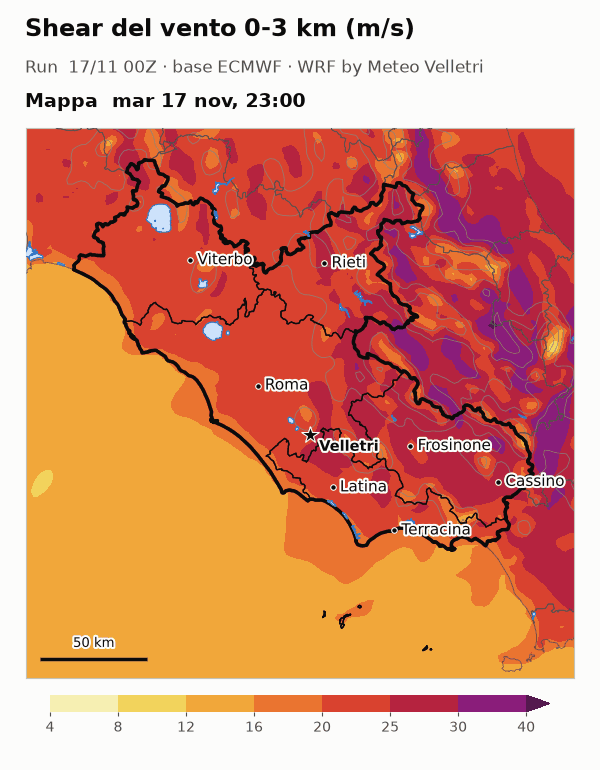 Shear del vento 0-3 km (m/s)
Run  17/11 00Z · base ECMWF · WRF by Meteo Velletri
Mappa  mar 17 nov, 23:00
Viterbo
Rieti
Roma
Velletri
Frosinone
Cassino
Latina
Terracina
50 km
4 8 12 16 20 25 30 40